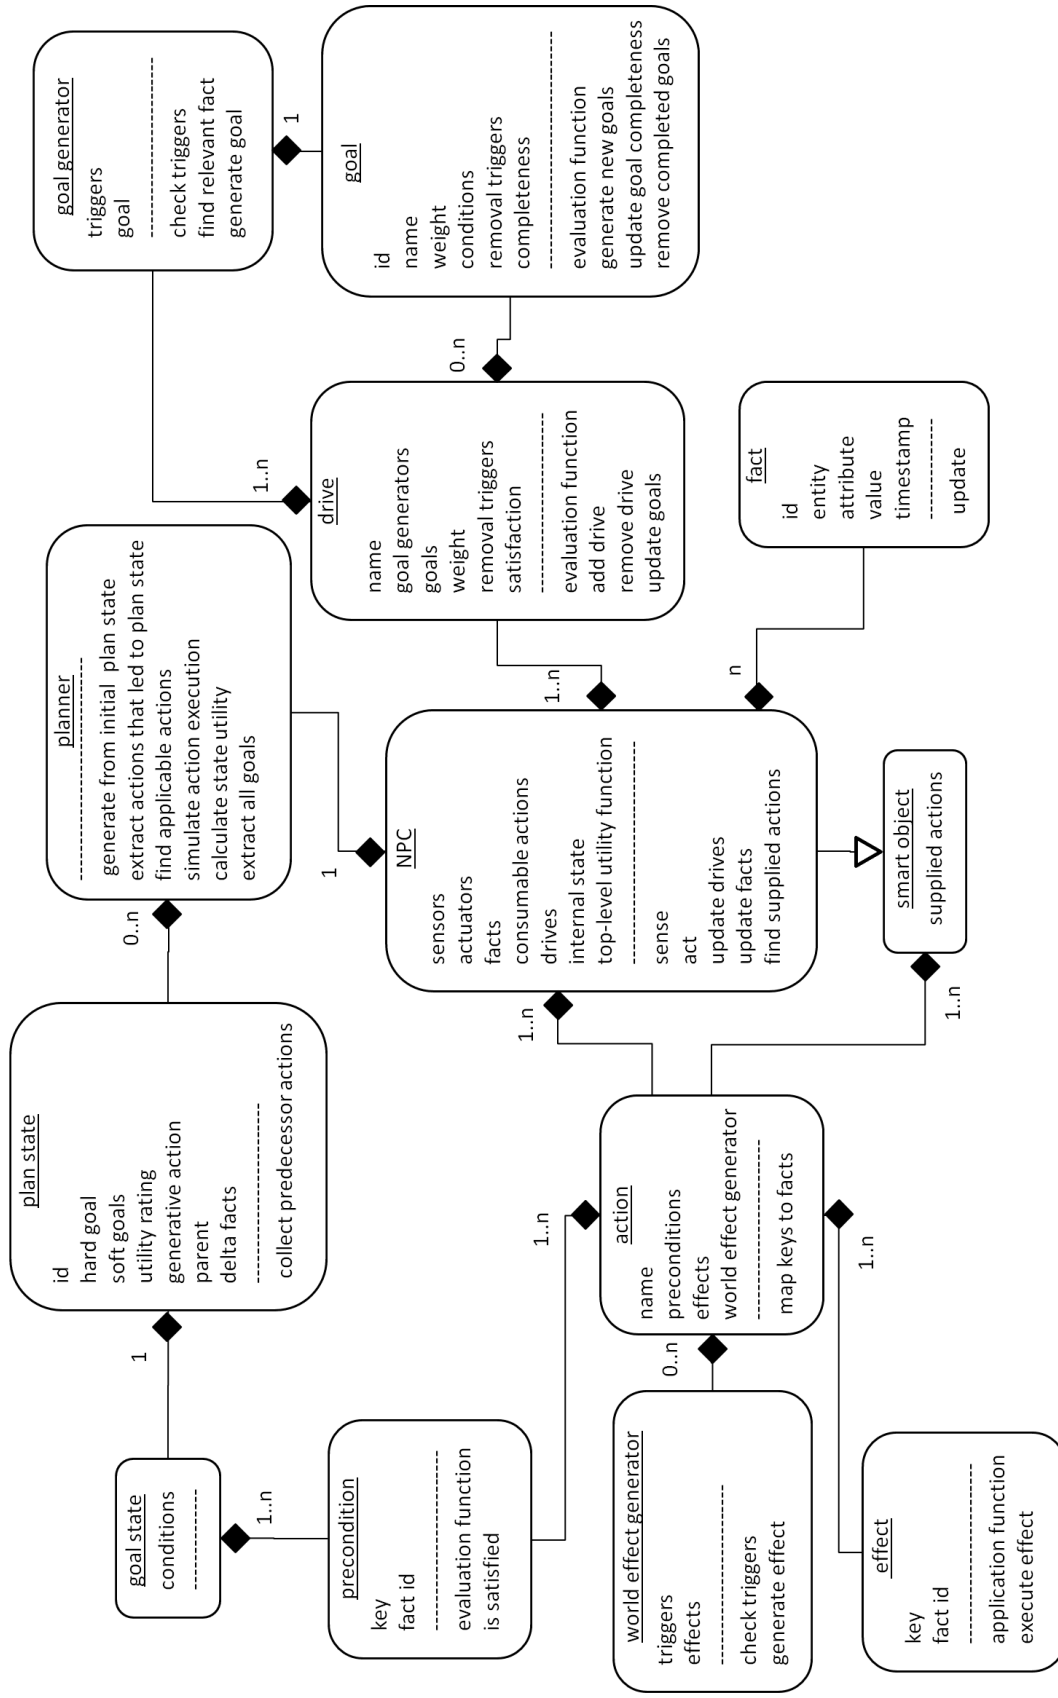 goal state
conditions
1
1..n
plan state
id
hard goal
soft goals
utility rating
generative action
parent
delta facts
collect predecessor actions
0..n
planner
generate from initial plan state
extract actions that led to plan state
find applicable actions
simulate action execution
calculate state utility
extract all goals
1
goal generator
triggers
goal
check triggers
find relevant fact
generate goal
1..n
1
precondition
key
fact id
evaluation function
is satisfied
1..n
drive
name
goal generators
goals
weight
removal triggers
satisfaction
evaluation function
add drive
remove drive
update goals
0..n
1..n
goal
id
name
weight
conditions
removal triggers
completeness
evaluation function
generate new goals
update goal completeness
remove completed goals
NPC
sensors
actuators
facts
consumable actions
drives
internal state
top-level utility function
sense
act
update drives
update facts
find supplied actions
1..n
n
world effect generator
triggers
effects
check triggers
generate effect
0..n
action
name
preconditions
effects
world effect generator
map keys to facts
1..n
1..n
fact
id
entity
attribute
value
timestamp
update
effect
key
fact id
application function
execute effect
smart object
supplied actions